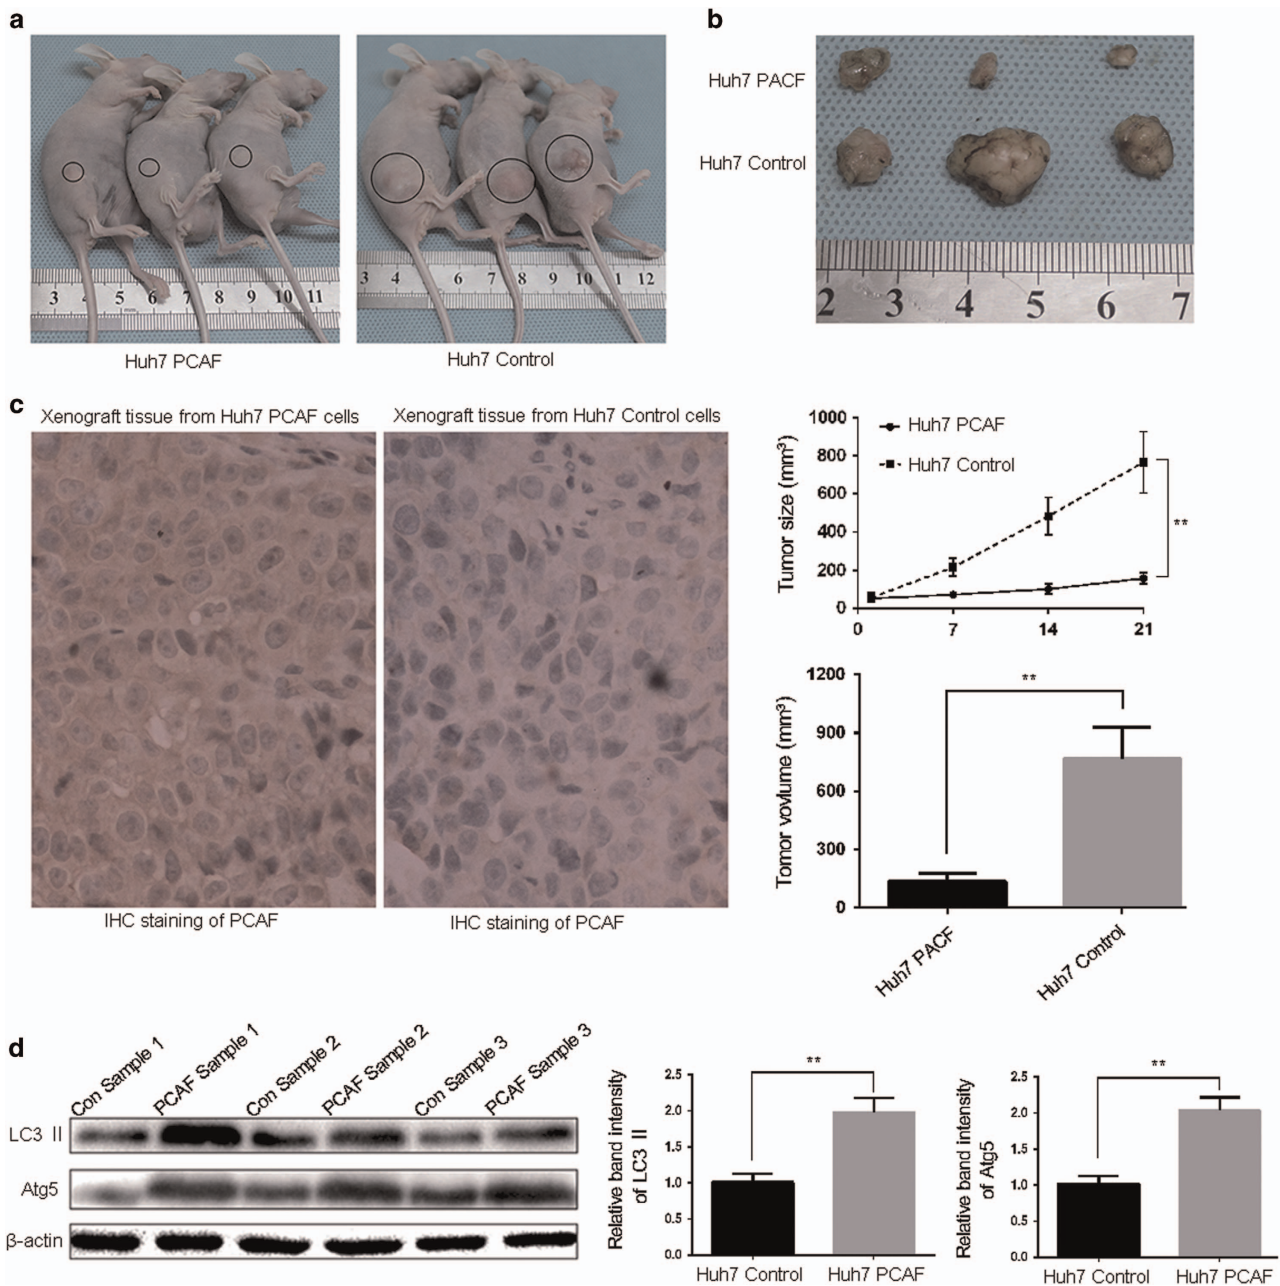 a
3 4 5 6 7 8 9 10 11
Huh7 PCAF
3 4 6 7 8 9 10 1 12
Huh7 Control
b
Huh7 PACF
Huh7 Control
2 3 4 5 6 7
c
Xenograft tissue from Huh7 PCAF cells
IHC staining of PCAF
Xenograft tissue from Huh7 Control cells
IHC staining of PCAF
Tumor size (mm³)
1000
800
600
400
200
0
Huh7 PCAF
Huh7 Control
**
0 7 14 21
Tomor vovlume (mm³)
1200
900
600
300
0
**
Huh7 PACF
Huh7 Control
d
Con Sample 1
PCAF Sample 1
Con Sample 2
PCAF Sample 2
Con Sample 3
PCAF Sample 3
LC3 II
Atg5
β-actin
Relative band intensity
of LC3 II
2.5
2.0
1.5
1.0
0.5
0.0
**
Huh7 Control Huh7 PCAF
Relative band intensity
of Atg5
2.5
2.0
1.5
1.0
0.5
0.0
**
Huh7 Control Huh7 PCAF